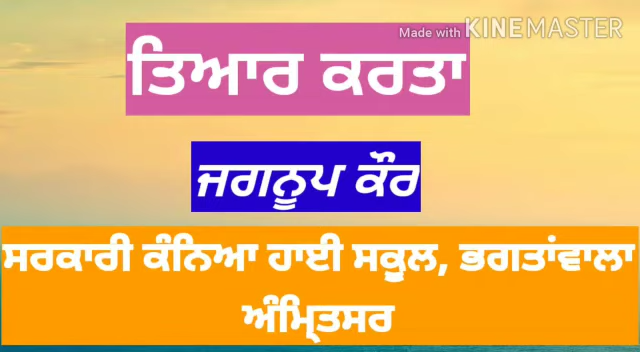 Made with KINEMASTER
ਤਿਆਰ ਕਰਤਾ
ਜਗਨੂਪ ਕੌਰ
ਸਰਕਾਰੀ ਕੰਨਿਆ ਹਾਈ ਸਕੂਲ, ਭਗਤਾਂਵਾਲਾ
ਅੰਮ੍ਰਿਤਸਰ